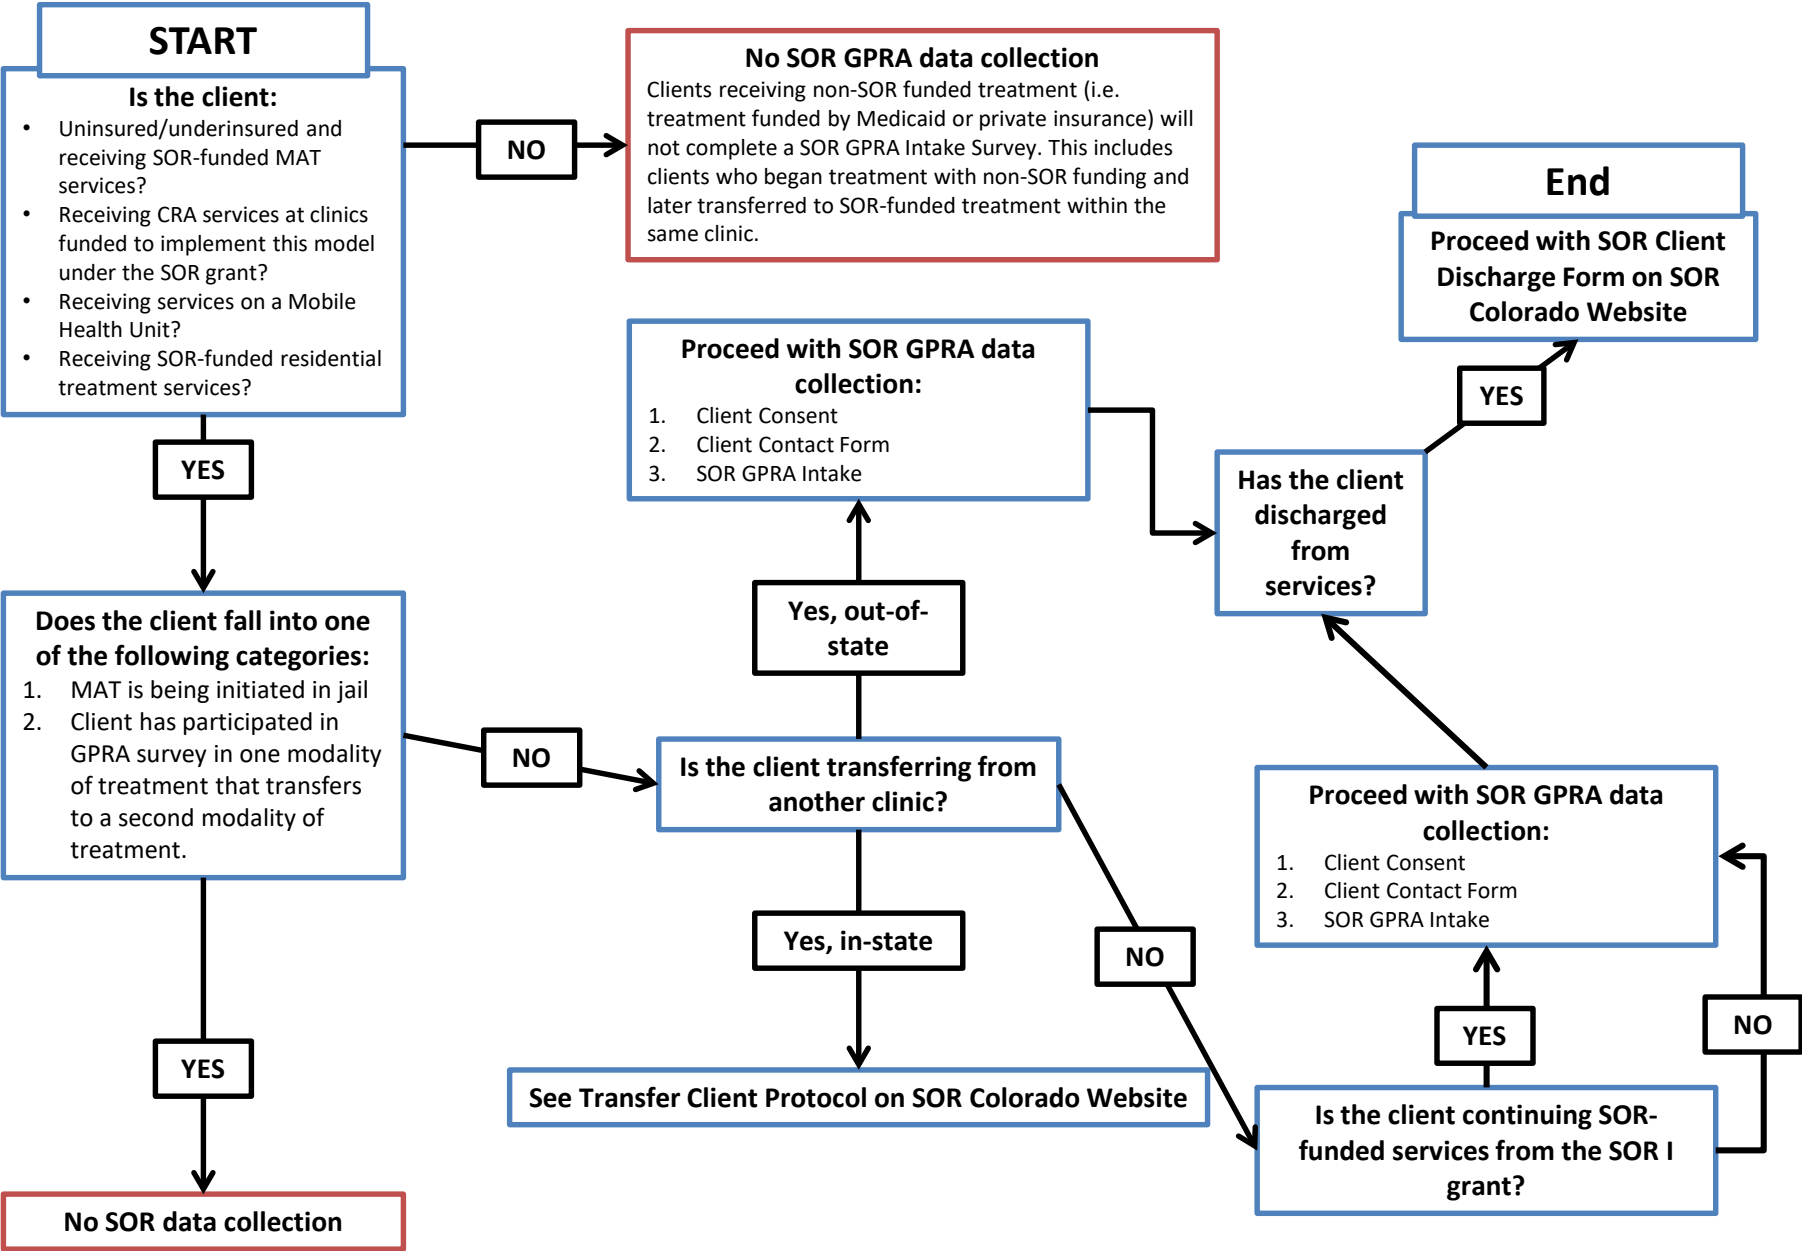 START
Is the client:
• Uninsured/underinsured and
receiving SOR-funded MAT
services?
• Receiving CRA services at clinics
funded to implement this model
under the SOR grant?
• Receiving services on a Mobile
Health Unit?
• Receiving SOR-funded residential
treatment services?
NO
No SOR GPRA data collection
Clients receiving non-SOR funded treatment (i.e.
treatment funded by Medicaid or private insurance) will
not complete a SOR GPRA Intake Survey. This includes
clients who began treatment with non-SOR funding and
later transferred to SOR-funded treatment within the
same clinic.
YES
Does the client fall into one
of the following categories:
1. MAT is being initiated in jail
2. Client has participated in
GPRA survey in one modality
of treatment that transfers
to a second modality of
treatment.
YES
No SOR data collection
NO
Is the client transferring from
another clinic?
Yes, out-of-
state
Proceed with SOR GPRA data
collection:
1. Client Consent
2. Client Contact Form
3. SOR GPRA Intake
Yes, in-state
See Transfer Client Protocol on SOR Colorado Website
NO
Is the client continuing SOR-
funded services from the SOR I
grant?
YES
NO
Proceed with SOR GPRA data
collection:
1. Client Consent
2. Client Contact Form
3. SOR GPRA Intake
Has the client
discharged
from
services?
YES
End
Proceed with SOR Client
Discharge Form on SOR
Colorado Website